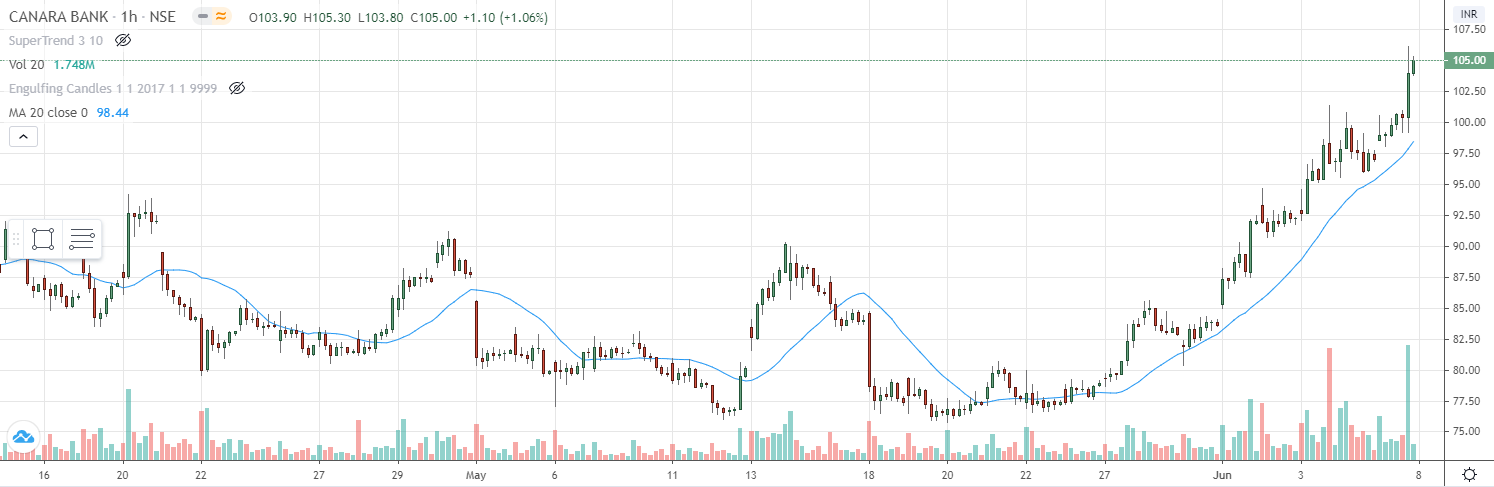 CANARA BANK · 1h · NSE O103.90 H105.30 L103.80 C105.00 +1.10 (+1.06%)
INR
107.50
SuperTrend 3 10
105.00
Vol 20 1.748M
Engulfing Candles 1 1 2017 1 1 9999
102.50
MA 20 close 0 98.44
100.00
97.50
95.00
92.50
90.00
87.50
85.00
82.50
80.00
77.50
75.00
16 20 22 27 29 May 6 11 13 18 20 22 27 Jun 3 8